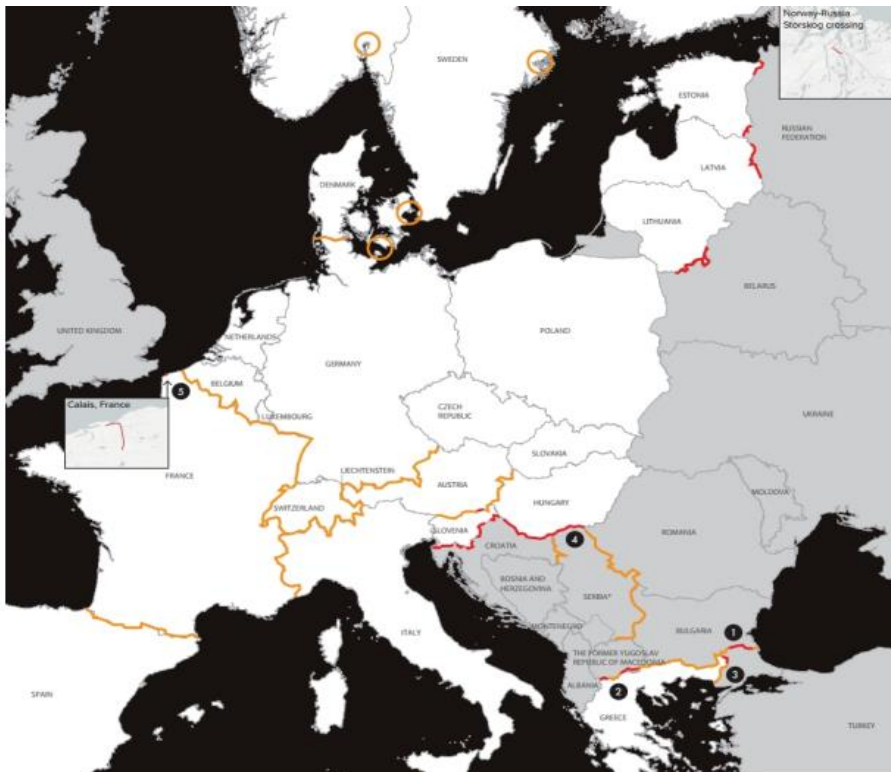 Norway-Russia
Storskog crossing
SWEDEN
ESTONIA
RUSSIAN
FEDERATION
LATVIA
DENMARK
LITHUANIA
BELARUS
UNITED KINGDOM
NETHERLANDS
POLAND
GERMANY
5
BELGIUM
Calais, France
LUXEMBOURG
CZECH
REPUBLIC
UKRAINE
SLOVAKIA
FRANCE
LIECHTENSTEIN
AUSTRIA
MOLDOVA
SWITZERLAND
HUNGARY
SLOVENIA
ROMANIA
4
CROATIA
BOSNIA AND
HERZEGOVINA
SERBIA*
MONTENEGRO
ITALY
BULGARIA
1
THE FORMER YUGOSLAV
REPUBLIC OF MACEDONIA
3
ALBANIA
2
SPAIN
GREECE
TURKEY